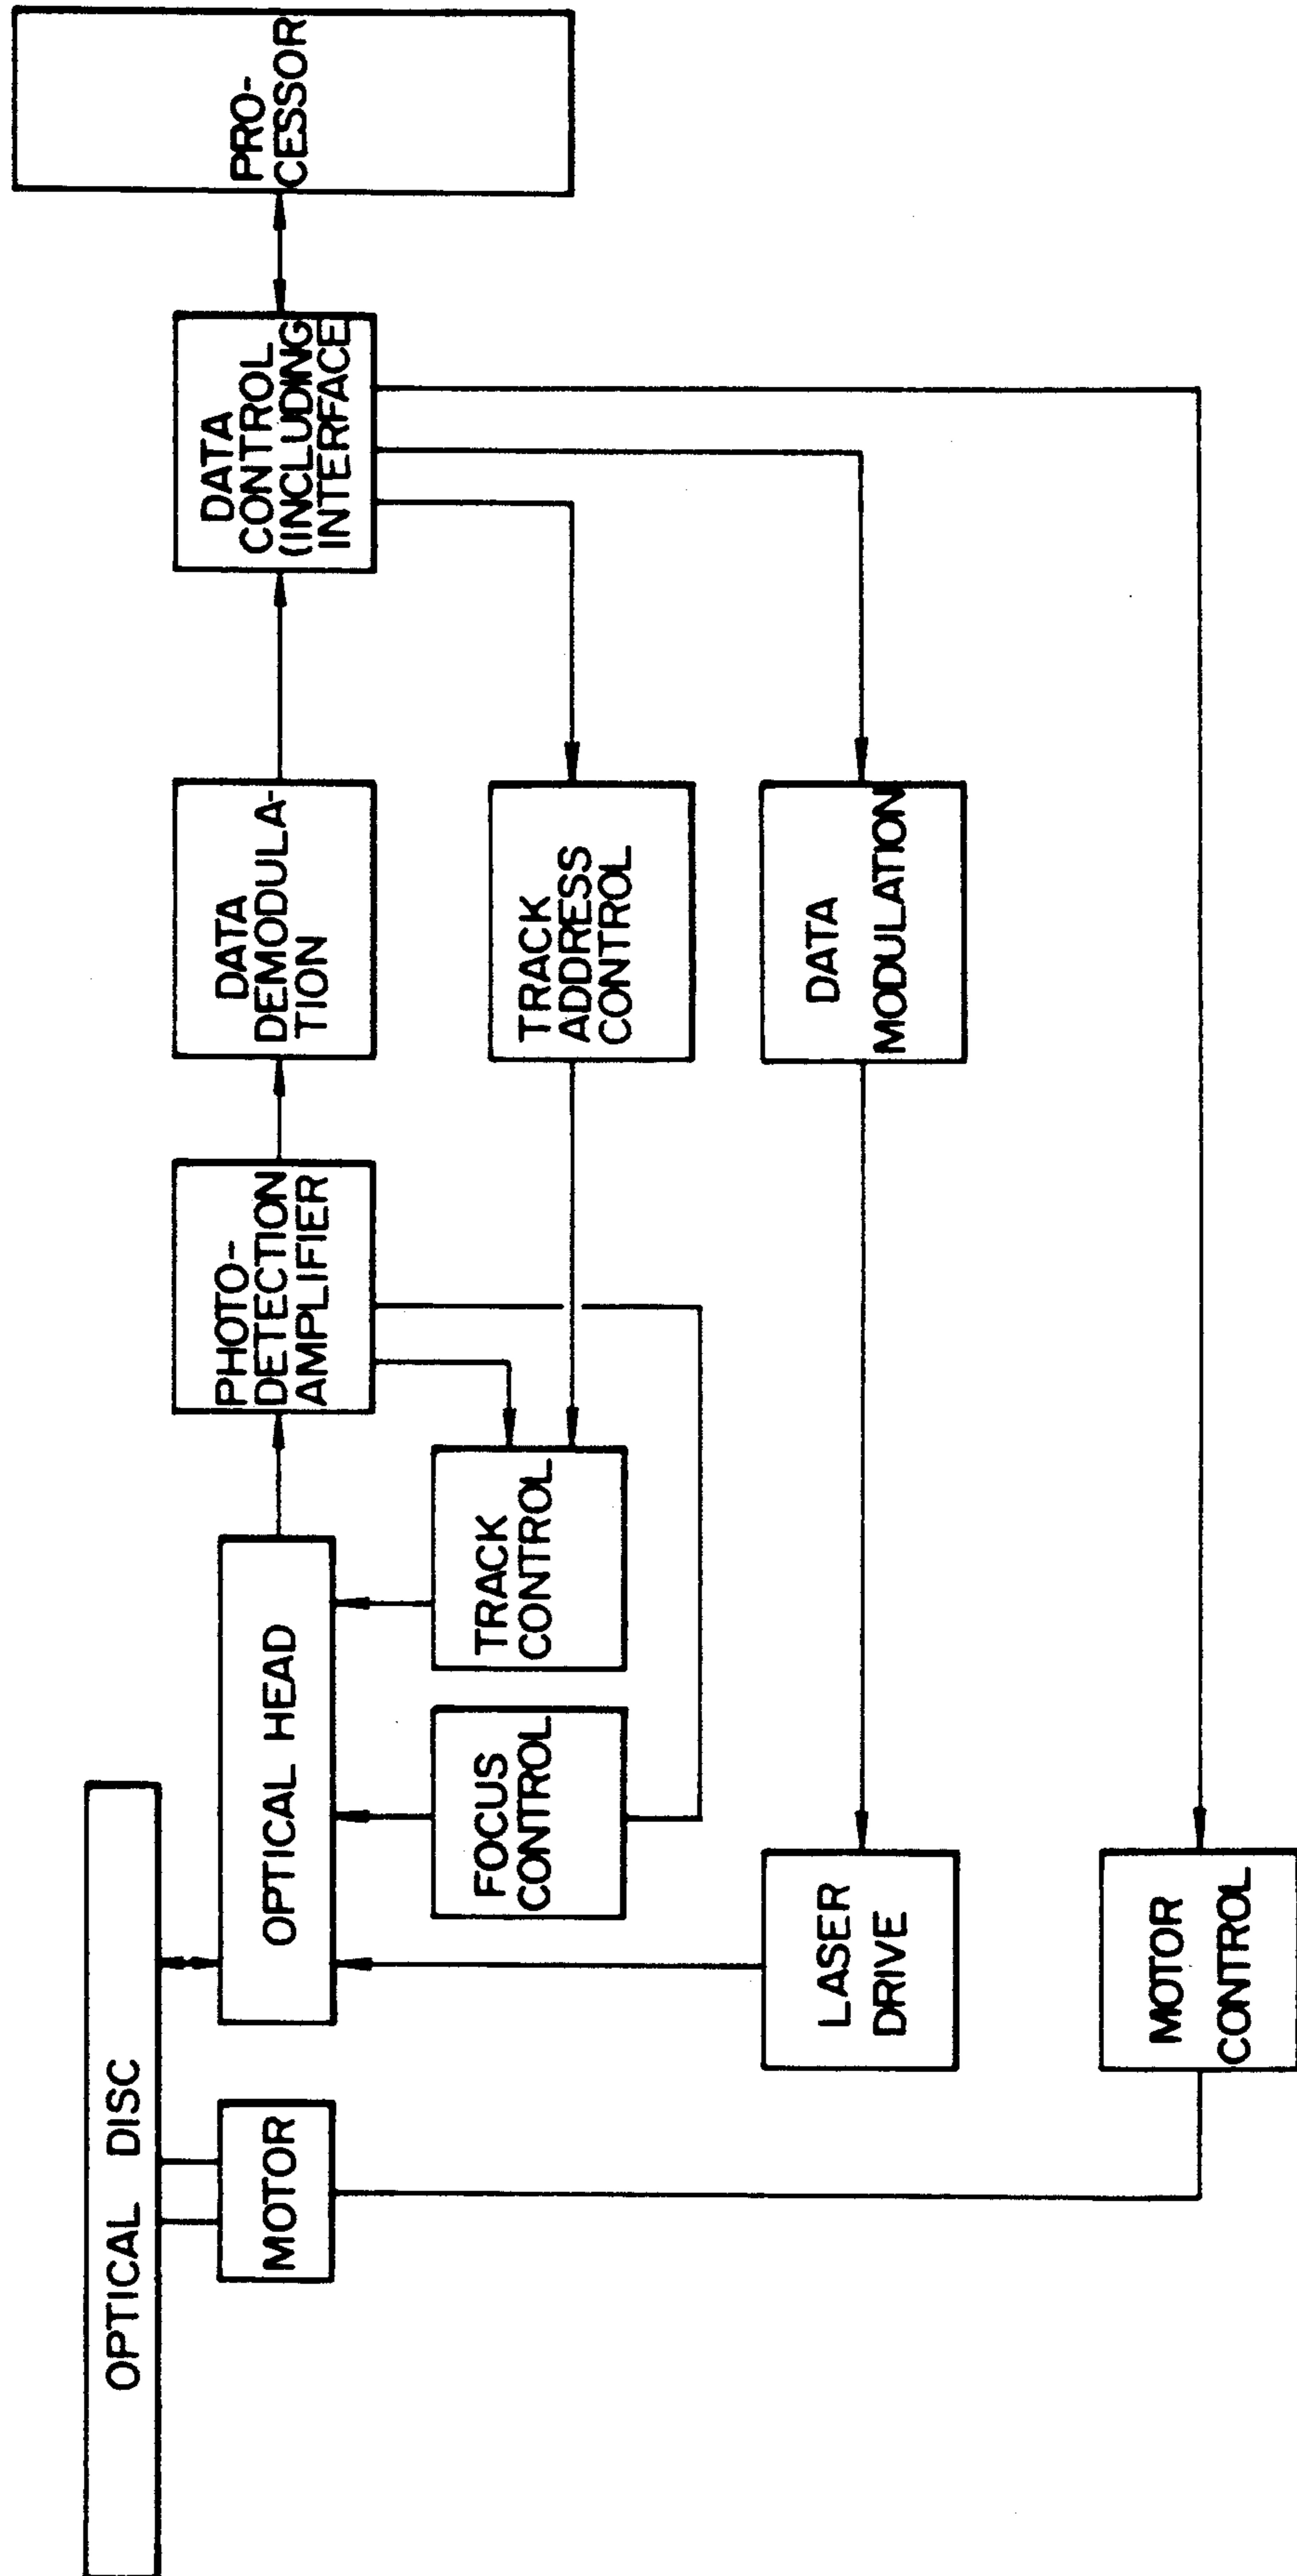 OPTICAL DISC
MOTOR
OPTICAL HEAD
PHOTO-
DETECTION
AMPLIFIER
DATA
DEMODULA-
TION
DATA
CONTROL
(INCLUDING
INTERFACE
PRO-
CESSOR
FOCUS
CONTROL
TRACK
CONTROL
TRACK
ADDRESS
CONTROL
LASER
DRIVE
DATA
MODULATION
MOTOR
CONTROL